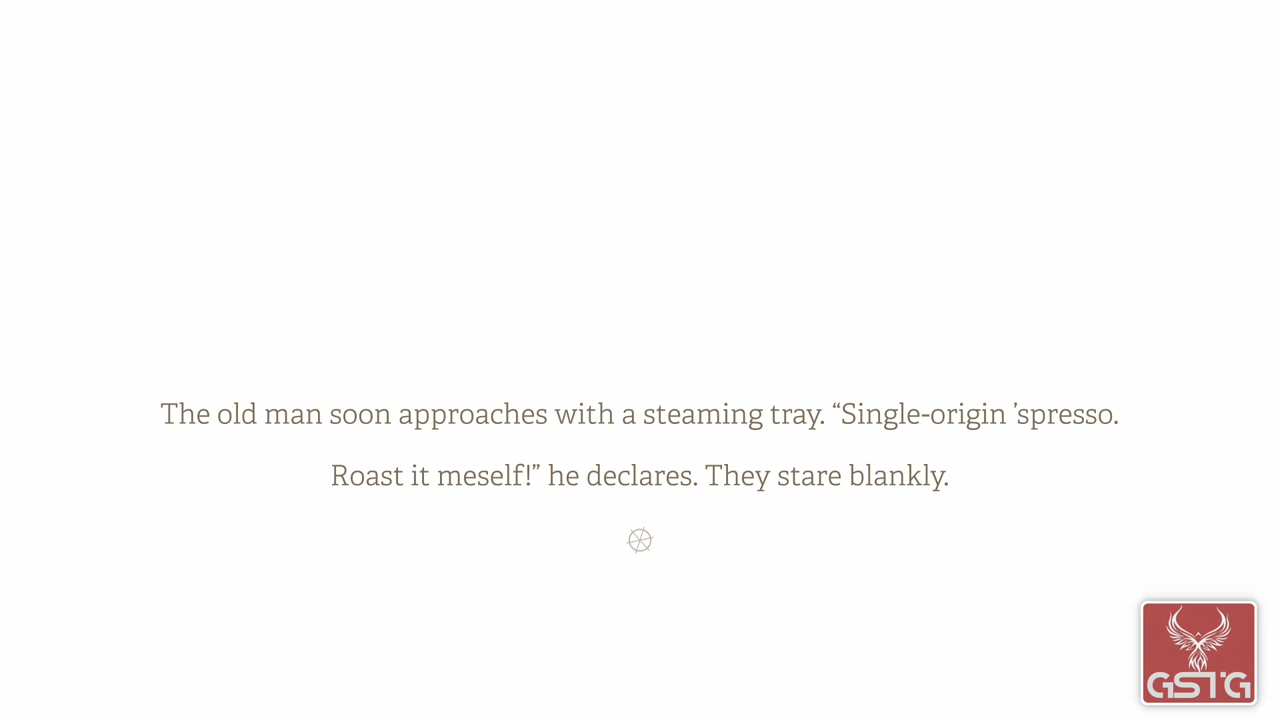 The old man soon approaches with a steaming tray. “Single-origin ’spresso.
Roast it meself!” he declares. They stare blankly.
GSTG